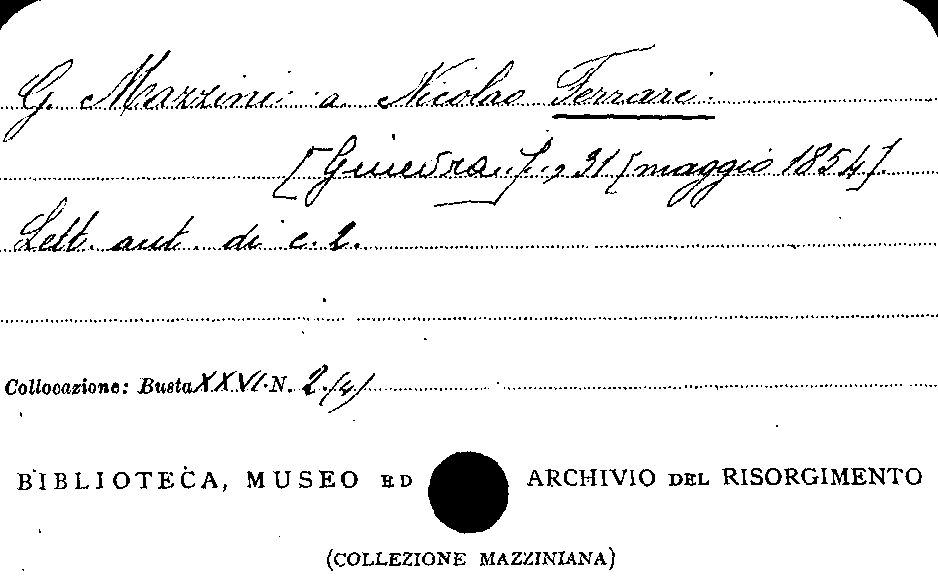 G. Mazzini a Nicolao Ferrari.
[Ginevra..], 31 [maggio 1854].
Lett. aut. di c. 2.
Collocazione: Busta XXVI N. 2 (4)
BIBLIOTECA, MUSEO ED ARCHIVIO DEL RISORGIMENTO
(COLLEZIONE MAZZINIANA)